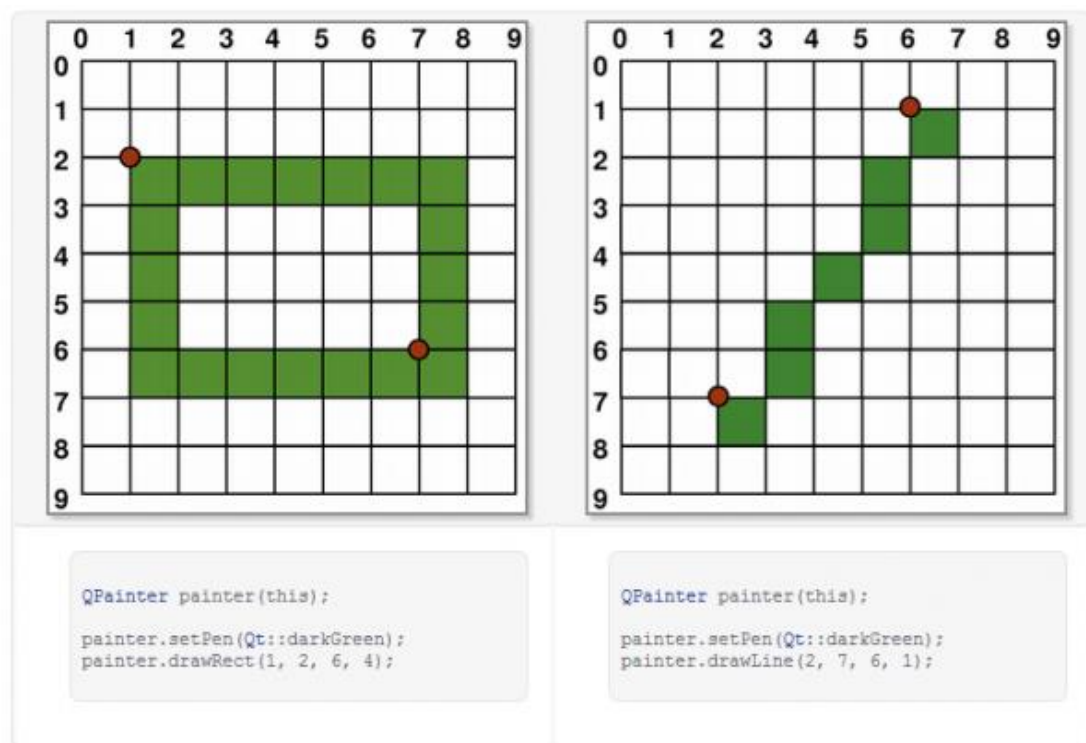 0 1 2 3 4 5 6 7 8 9
0
1
2
3
4
5
6
7
8
9
0 1 2 3 4 5 6 7 8 9
0
1
2
3
4
5
6
7
8
9
QPainter painter(this);
painter.setPen(Qt::darkGreen);
painter.drawRect(1, 2, 6, 4);
QPainter painter(this);
painter.setPen(Qt::darkGreen);
painter.drawLine(2, 7, 6, 1);